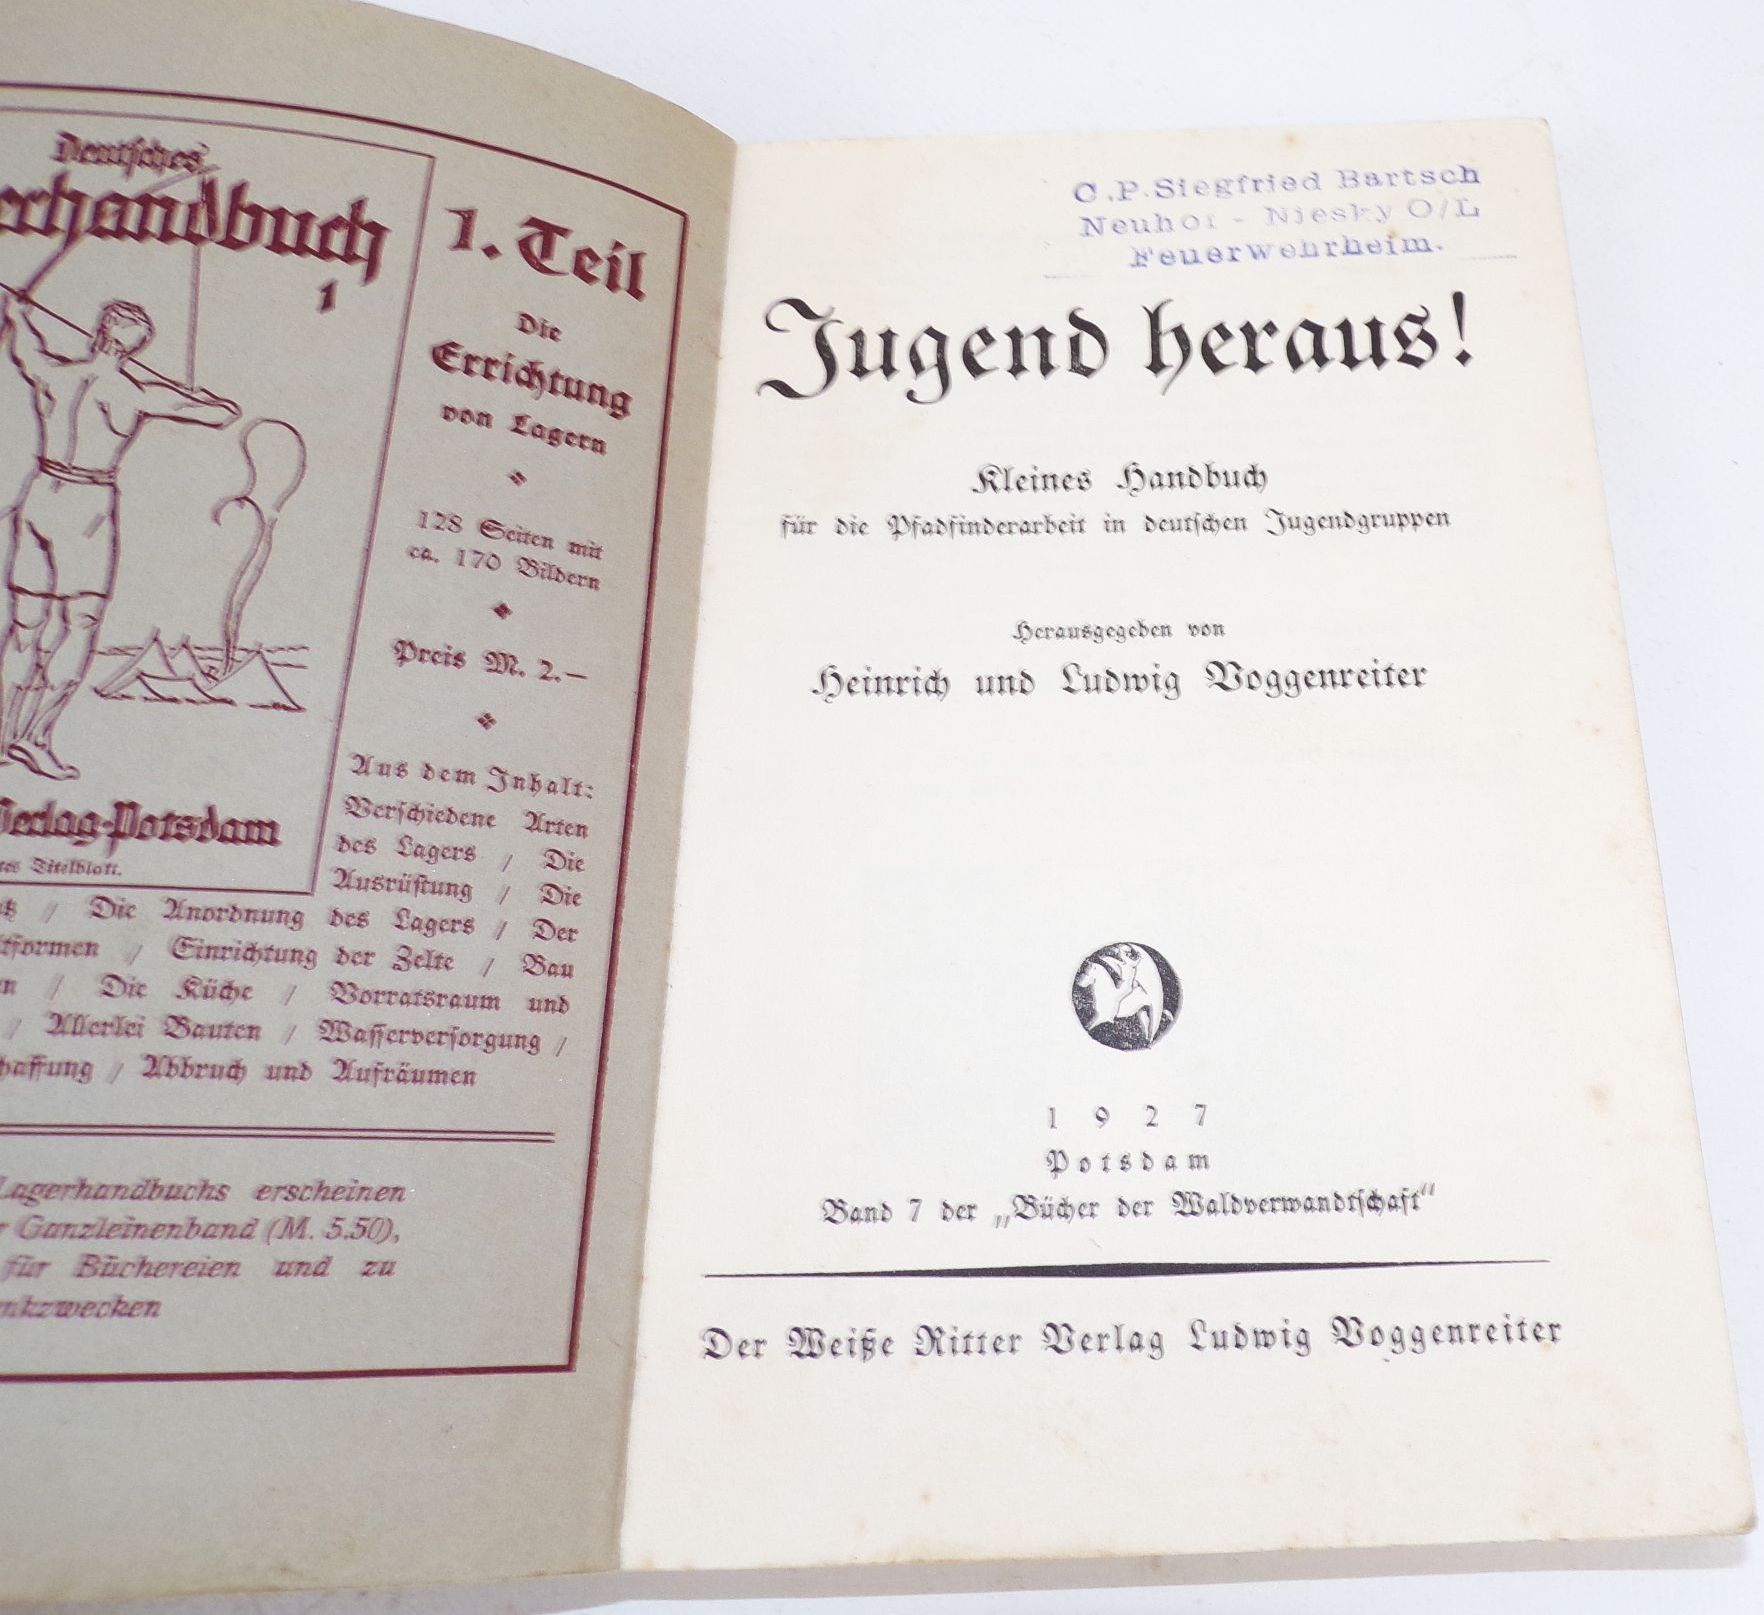 Deutsches
erhandbuch
1
Verlag-Potsdam
Titelblatt.
1. Teil
Die
Errichtung
von Lagern
128 Seiten mit
ca. 170 Bildern
Preis M. 2.—
Aus dem Inhalt:
Verschiedene Arten
des Lagers / Die
Ausrüstung / Die
/ Die Anordnung des Lagers / Der
tformen / Einrichtung der Zelte / Bau
n / Die Küche / Vorratsraum und
/ Allerlei Bauten / Wasserversorgung /
haffung / Abbruch und Aufräumen
Lagerhandbuchs erscheinen
r Ganzleinenband (M. 5.50),
für Büchereien und zu
nkzwecken
C.P.Siegfried Bartsch
Neuhof - Niesky O/L
Feuerwehrheim.
Jugend heraus!
Kleines Handbuch
für die Pfadfinderarbeit in deutschen Jugendgruppen
Herausgegeben von
Heinrich und Ludwig Voggenreiter
1927
Potsdam
Band 7 der „Bücher der Waldverwandtschaft“
Der Weiße Ritter Verlag Ludwig Voggenreiter